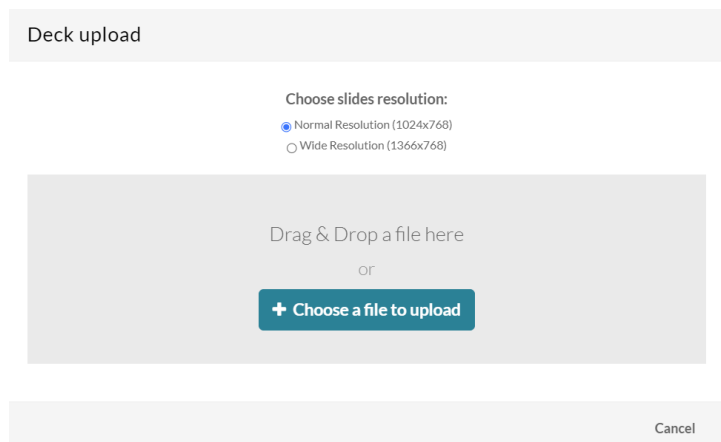 Deck upload
Choose slides resolution:
Normal Resolution (1024x768)
Wide Resolution (1366x768)
Drag & Drop a file here
or
+ Choose a file to upload
Cancel